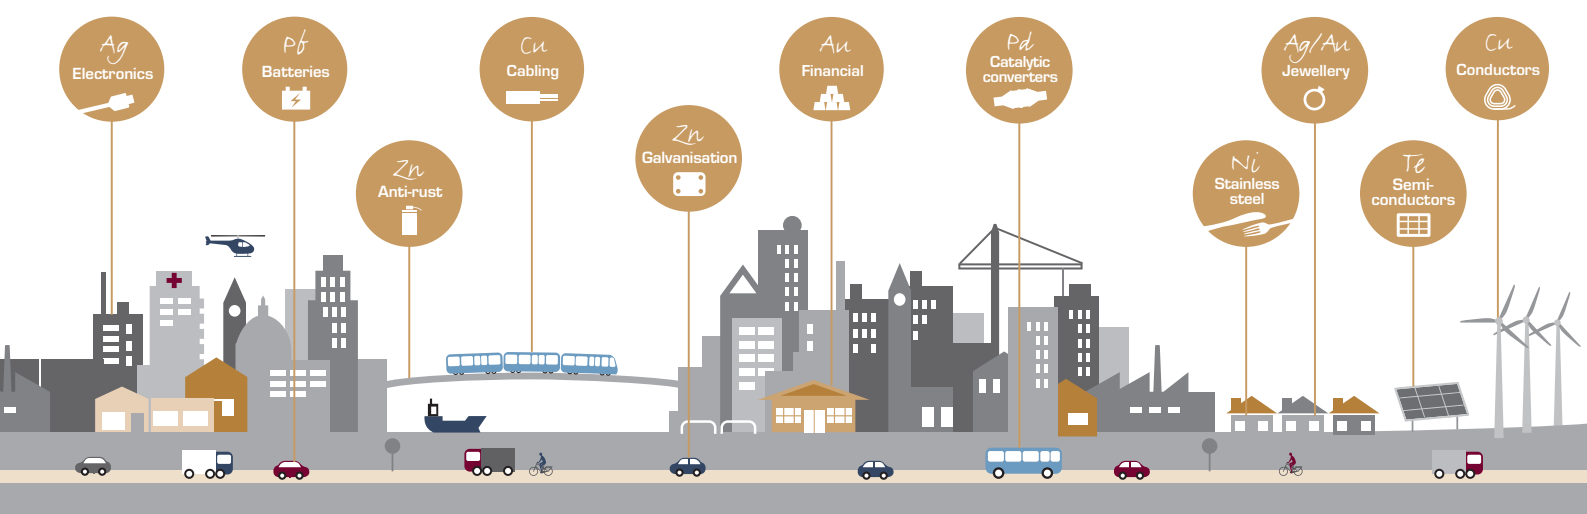 Ag
Electronics
Pb
Batteries
Zn
Anti-rust
Cu
Cabling
Zn
Galvanisation
Au
Financial
Pd
Catalytic
converters
Ni
Stainless
steel
Ag/Au
Jewellery
Te
Semi-
conductors
Cu
Conductors